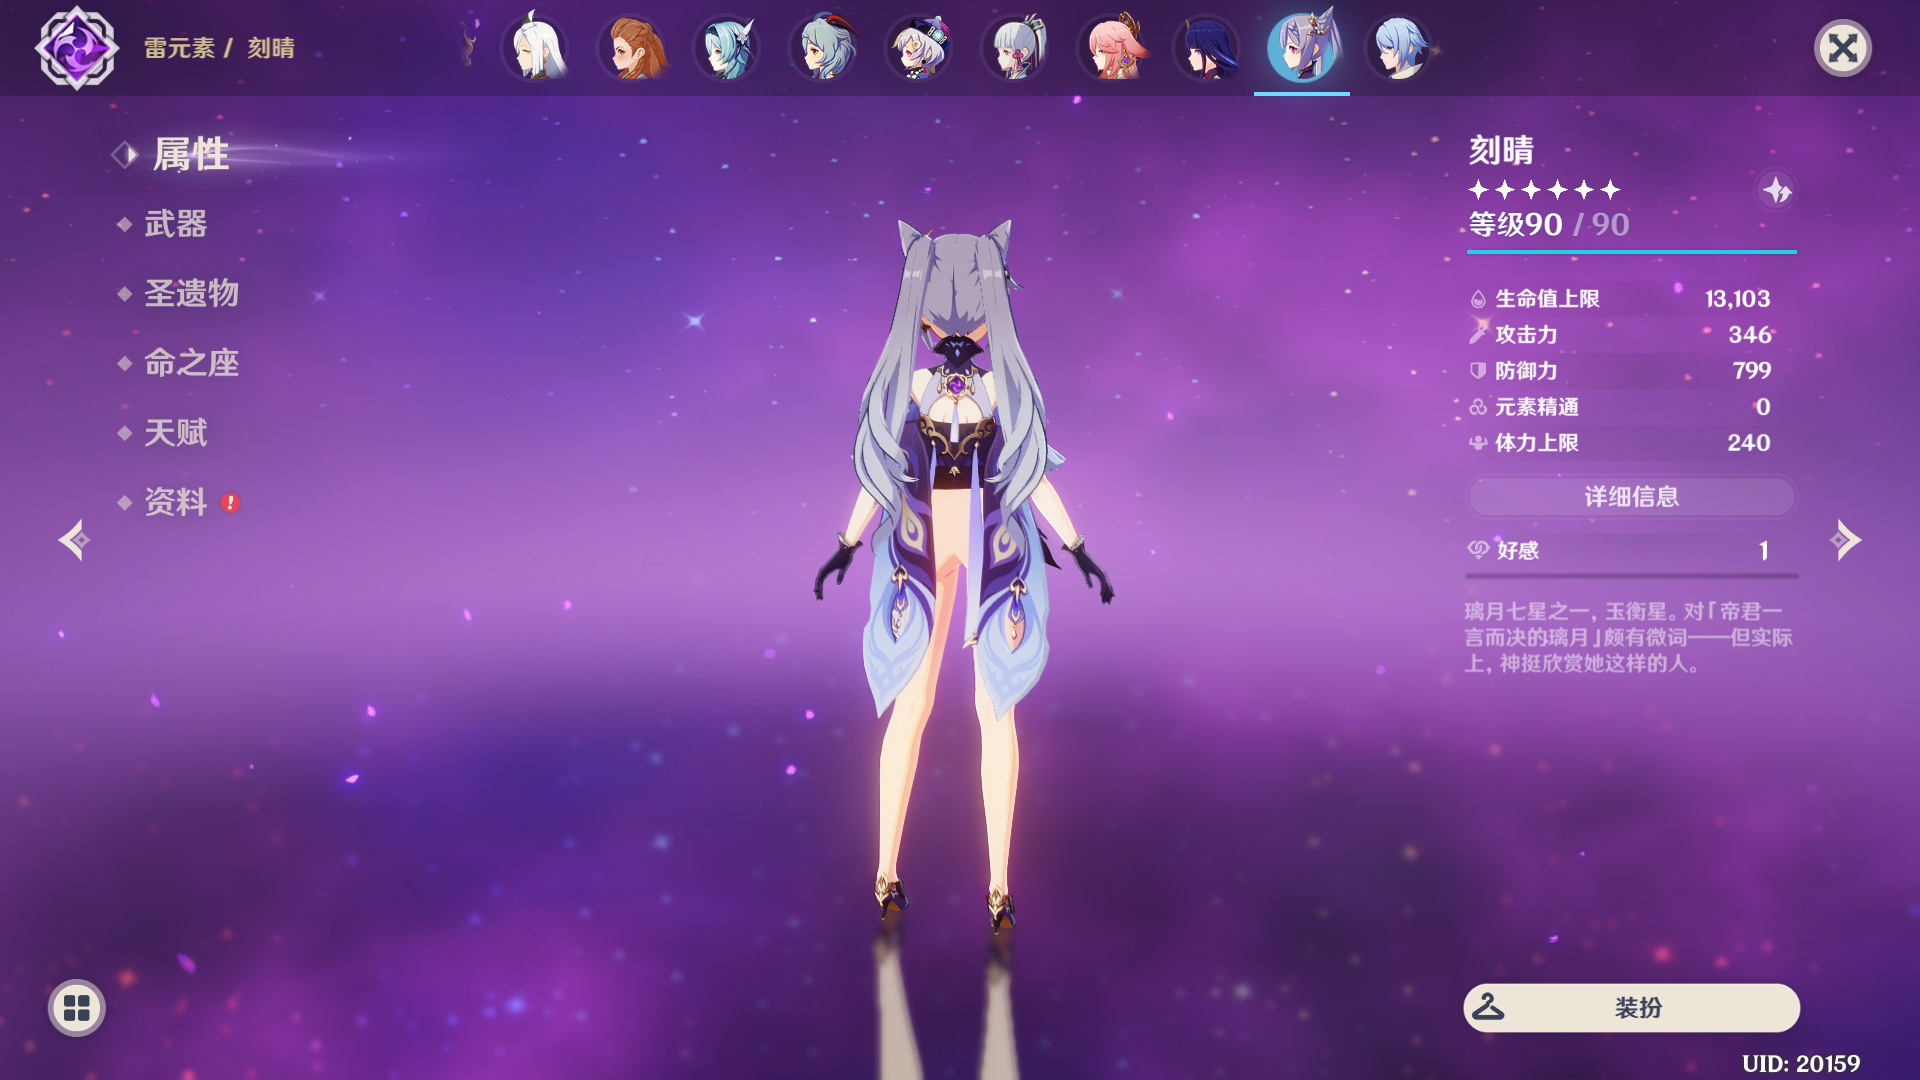 雷元素 / 刻晴
属性
武器
圣遗物
命之座
天赋
资料
刻晴
等级90 / 90
生命值上限 13,103
攻击力 346
防御力 799
元素精通 0
体力上限 240
详细信息
好感 1
璃月七星之一，玉衡星。对「帝君一
言而决的璃月」颇有微词——但实际
上，神挺欣赏她这样的人。
装扮
UID: 20159